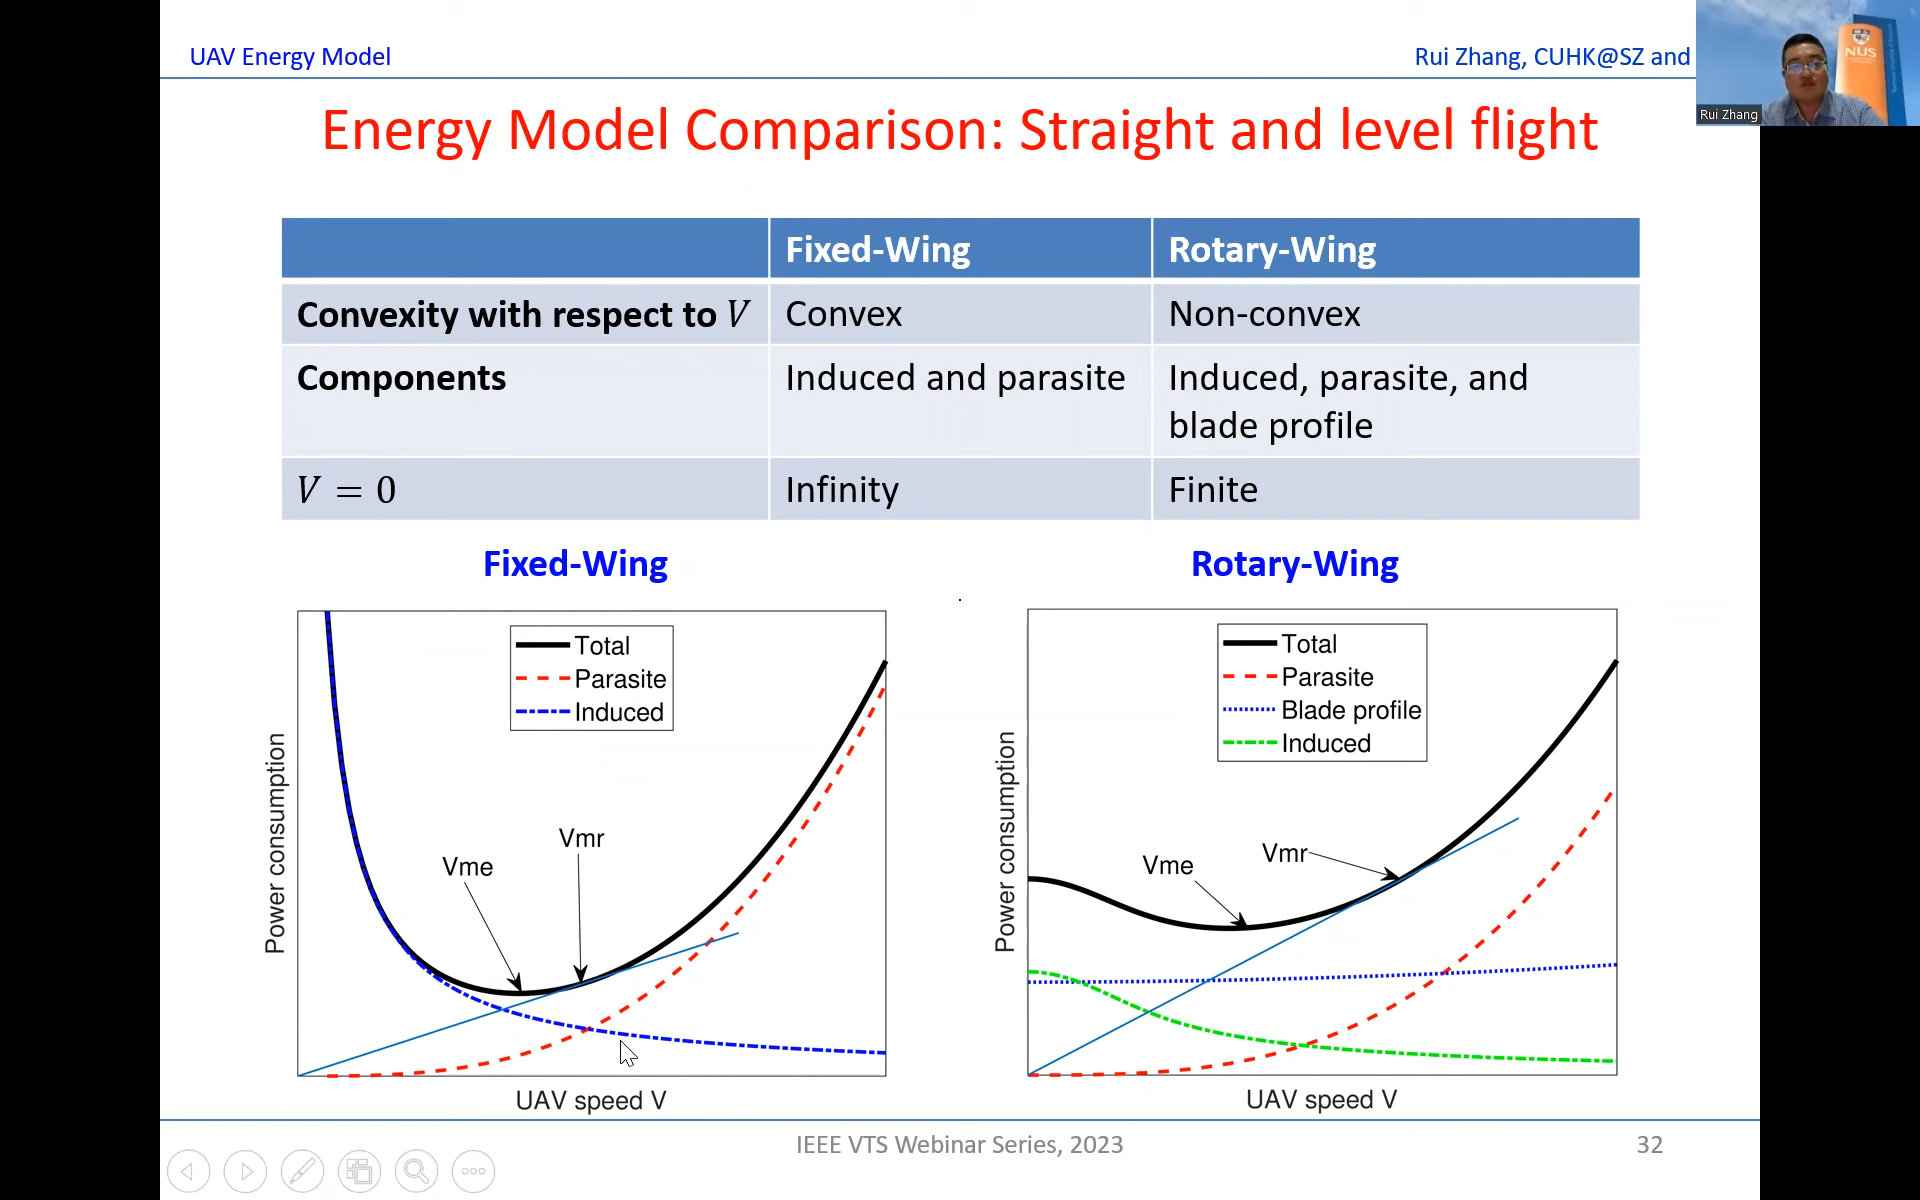 UAV Energy Model
Rui Zhang, CUHK@SZ and
NUS
Rui Zhang
Energy Model Comparison: Straight and level flight
Fixed-Wing Rotary-Wing
Convexity with respect to V Convex Non-convex
Components Induced and parasite Induced, parasite, and
blade profile
V = 0 Infinity Finite
Fixed-Wing
Total
Parasite
Induced
Vmr
Vme
Power consumption
UAV speed V
Rotary-Wing
Total
Parasite
Blade profile
Induced
Vmr
Vme
Power consumption
UAV speed V
IEEE VTS Webinar Series, 2023
32